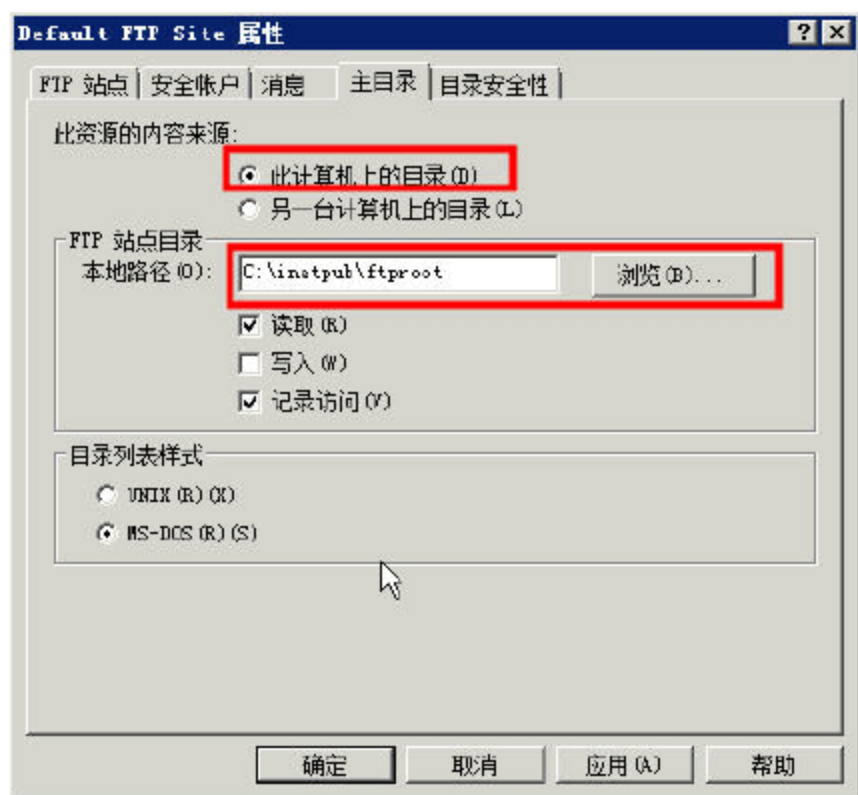 Default FTP Site 属性
FTP 站点 安全帐户 消息 主目录 目录安全性
此资源的内容来源:
此计算机上的目录(D)
另一台计算机上的目录(L)
FTP 站点目录
本地路径(O): C:\inetpub\ftproot 浏览(B)...
读取(R)
写入(W)
记录访问(V)
目录列表样式
UNIX(R)(X)
MS-DOS(R)(S)
确定 取消 应用(A) 帮助